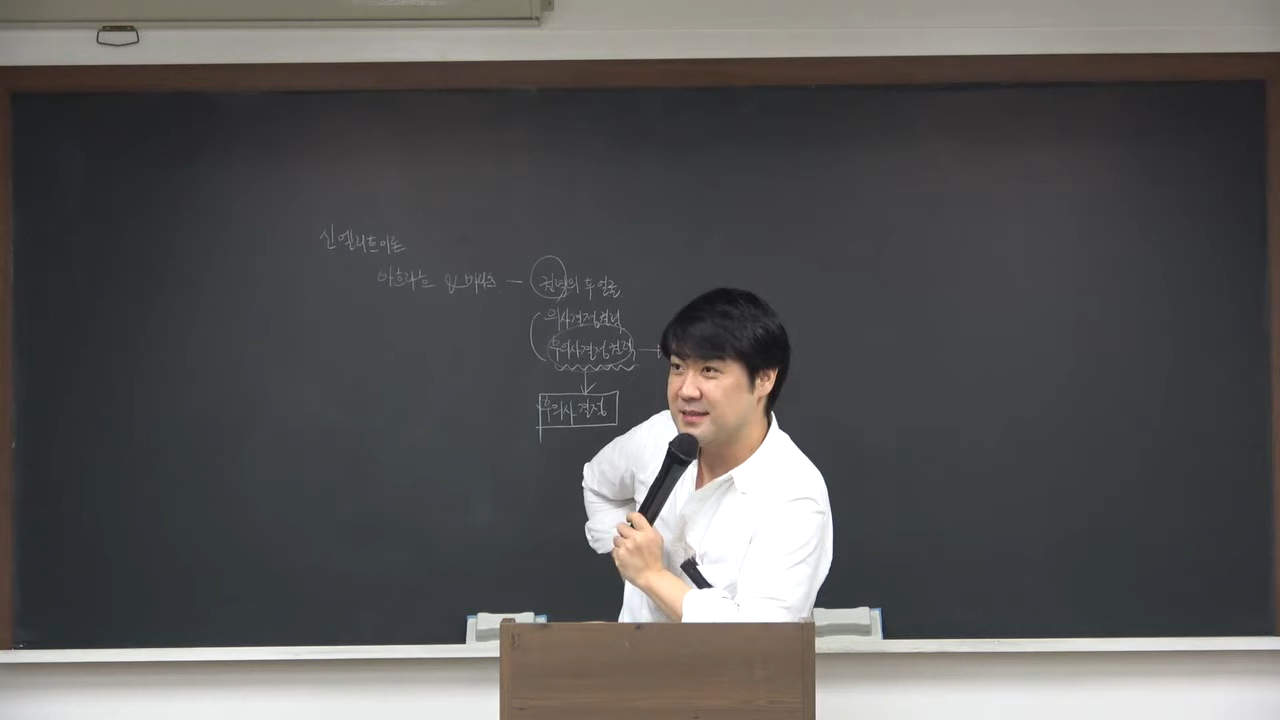 신엘리트이론
바흐라흐 & 바라츠 — 권력의 두 얼굴
의사결정권력
무의사결정권력 →
무의사결정